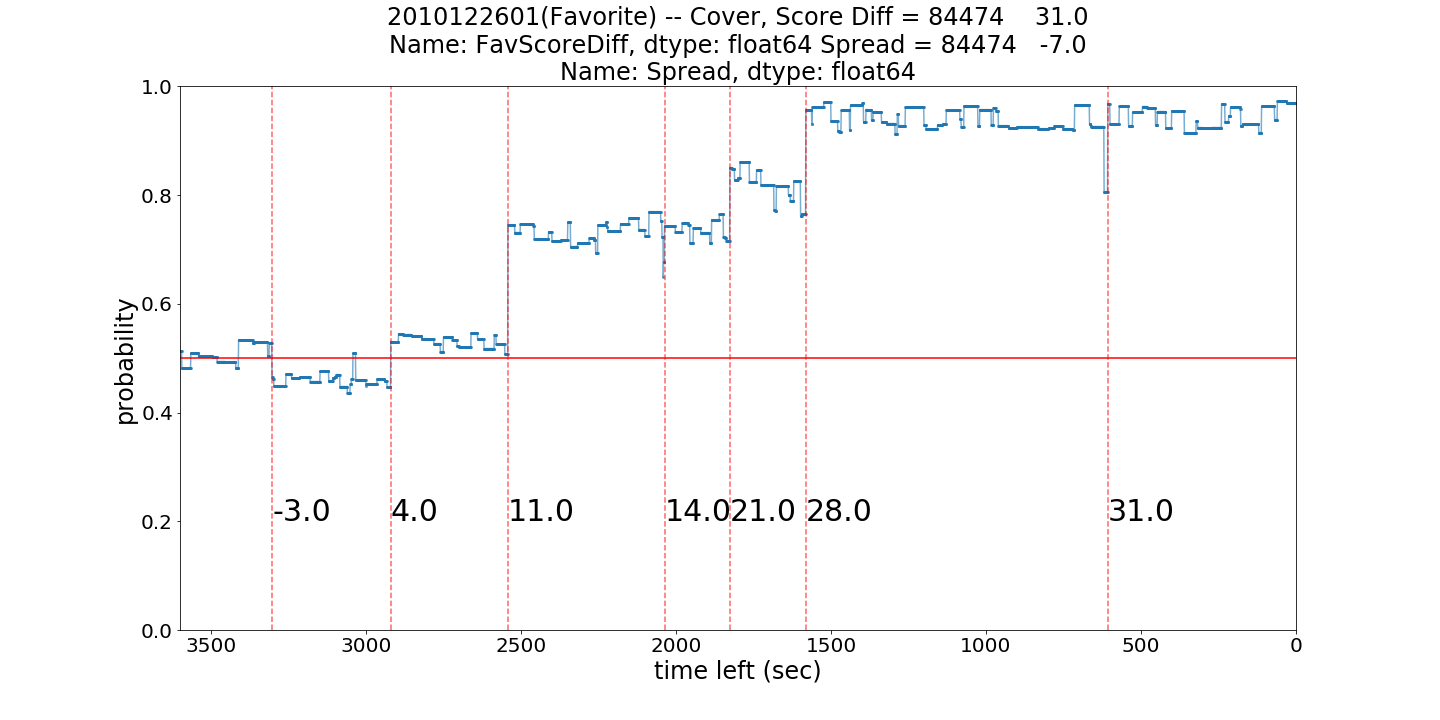 2010122601(Favorite) -- Cover, Score Diff = 84474    31.0
Name: FavScoreDiff, dtype: float64 Spread = 84474   -7.0
Name: Spread, dtype: float64
1.0
0.8
0.6
0.4
0.2
0.0
probability
-3.0 4.0 11.0 14.0 21.0 28.0 31.0
3500 3000 2500 2000 1500 1000 500 0
time left (sec)